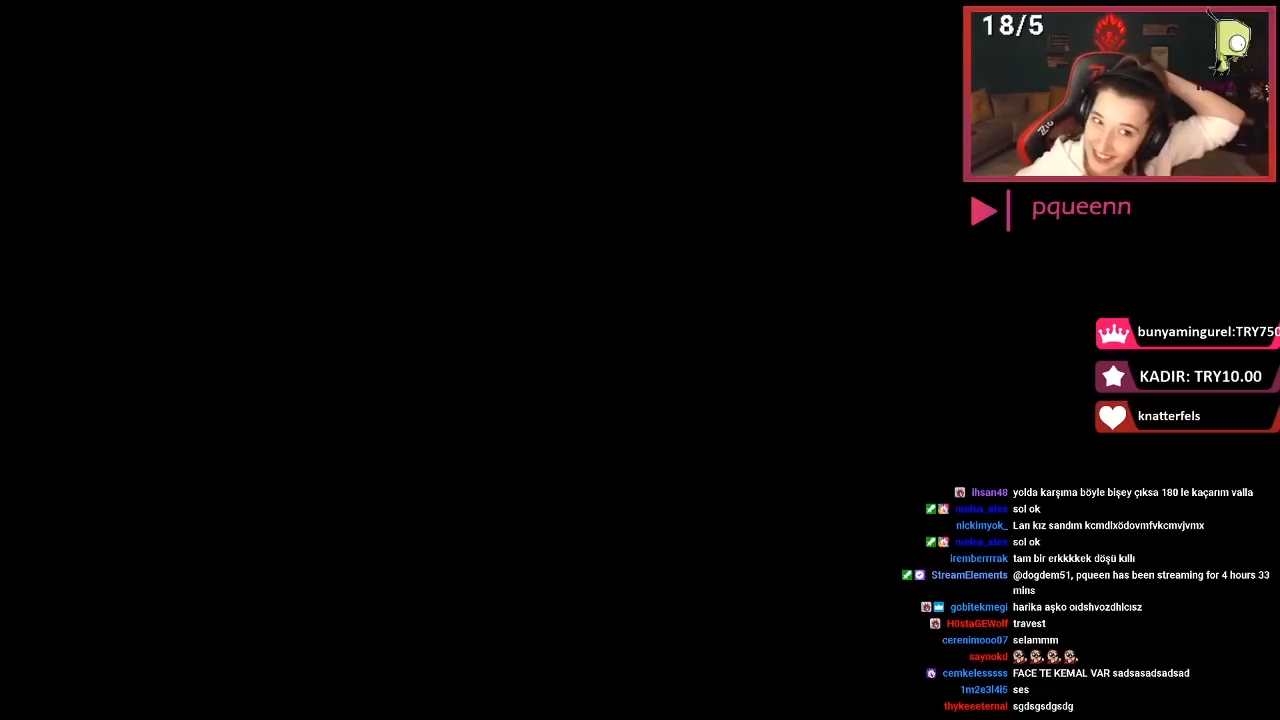 18/5
pqueenn
bunyamingurel:TRY750
KADIR: TRY10.00
knatterfels
ihsan48 yolda karşıma böyle bişey çıksa 180 le kaçarım valla
sol ok
nickimyok_ Lan kız sandım kcmdlxödovmfvkcmvjvmx
sol ok
iremberrrak tam bir erkkkkek döşü kıllı
StreamElements @dogdem51, pqueen has been streaming for 4 hours 33
mins
gobitekmegi harika aşko oıdshvozdhlcısz
H0staGEWolf travest
cerenimooo07 selammm
saynokd
cemkelesssss FACE TE KEMAL VAR sadsasadsadsad
1m2e3l4i5 ses
thykeeeternal sgdsgsdgsdg